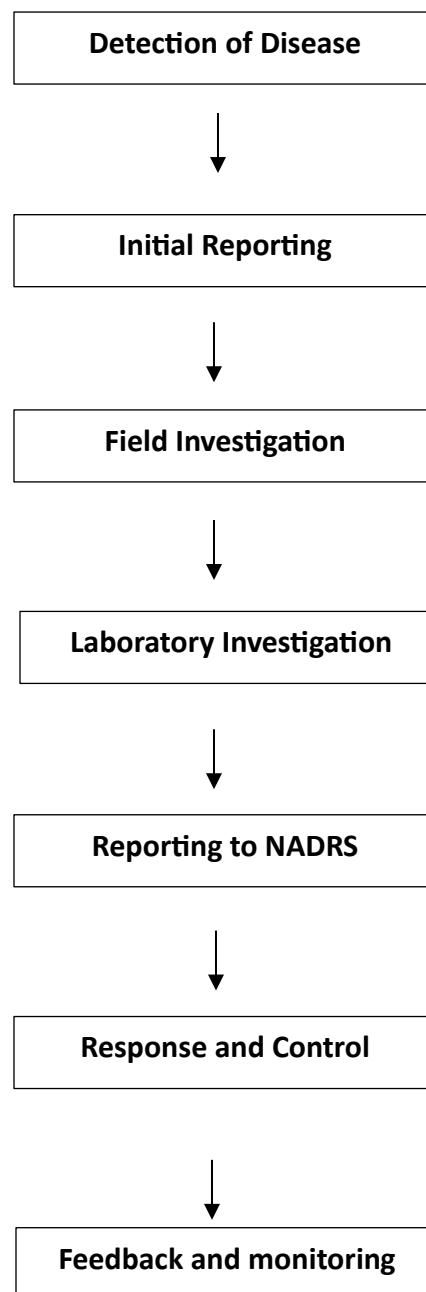 Detection of Disease
Initial Reporting
Field Investigation
Laboratory Investigation
Reporting to NADRS
Response and Control
Feedback and monitoring